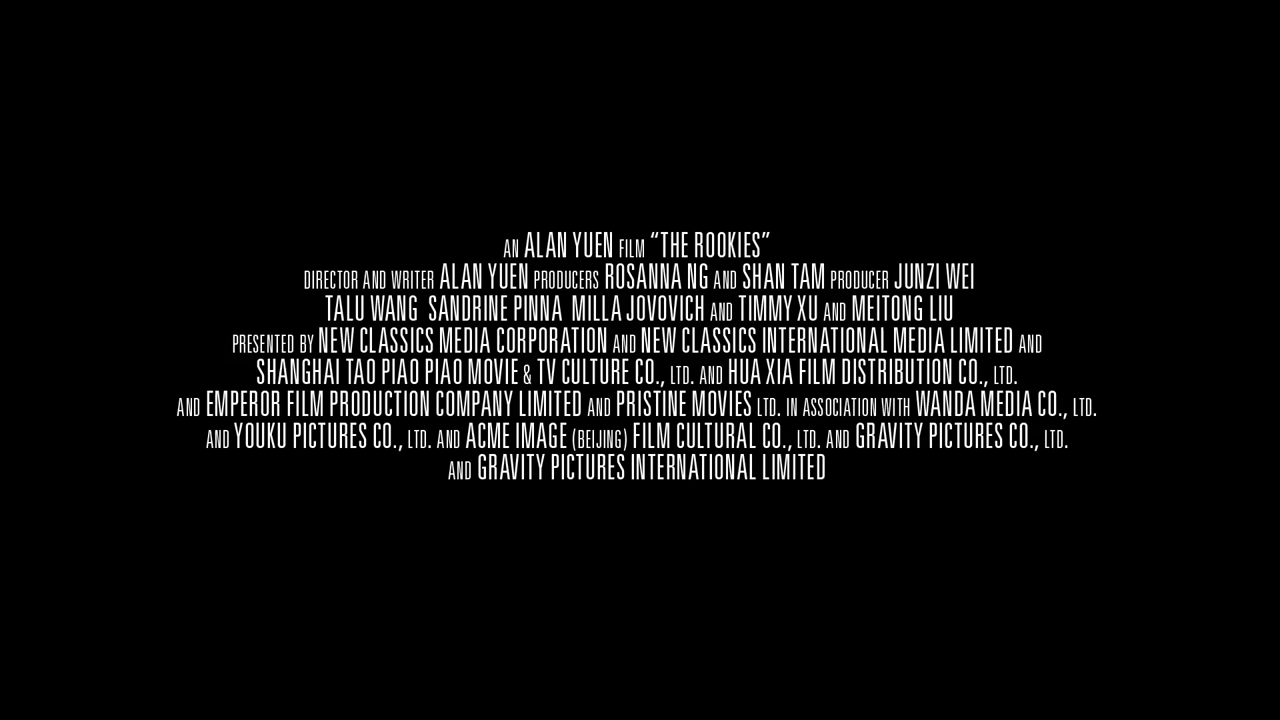 AN ALAN YUEN FILM “THE ROOKIES”
DIRECTOR AND WRITER ALAN YUEN PRODUCERS ROSANNA NG AND SHAN TAM PRODUCER JUNZI WEI
TALU WANG SANDRINE PINNA MILLA JOVOVICH AND TIMMY XU AND MEITONG LIU
PRESENTED BY NEW CLASSICS MEDIA CORPORATION AND NEW CLASSICS INTERNATIONAL MEDIA LIMITED AND
SHANGHAI TAO PIAO PIAO MOVIE & TV CULTURE CO., LTD. AND HUA XIA FILM DISTRIBUTION CO., LTD.
AND EMPEROR FILM PRODUCTION COMPANY LIMITED AND PRISTINE MOVIES LTD. IN ASSOCIATION WITH WANDA MEDIA CO., LTD.
AND YOUKU PICTURES CO., LTD. AND ACME IMAGE (BEIJING) FILM CULTURAL CO., LTD. AND GRAVITY PICTURES CO., LTD.
AND GRAVITY PICTURES INTERNATIONAL LIMITED